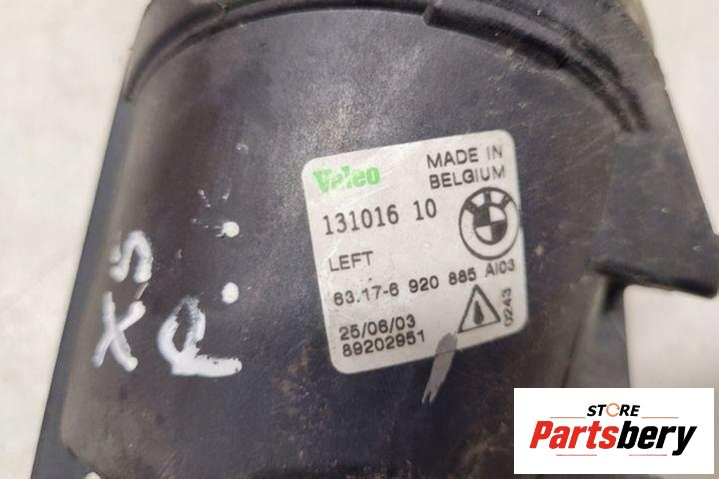 Valeo
MADE IN
BELGIUM
131016 10
LEFT
63.17-6 920 885 AI03
25/06/03
89202951
0243
X5
STORE
Partsbery